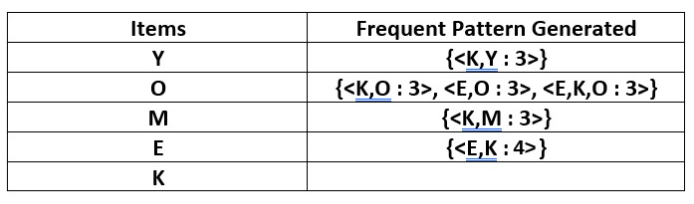 Items Frequent Pattern Generated
Y {<K,Y : 3>}
O {<K,O : 3>, <E,O : 3>, <E,K,O : 3>}
M {<K,M : 3>}
E {<E,K : 4>}
K